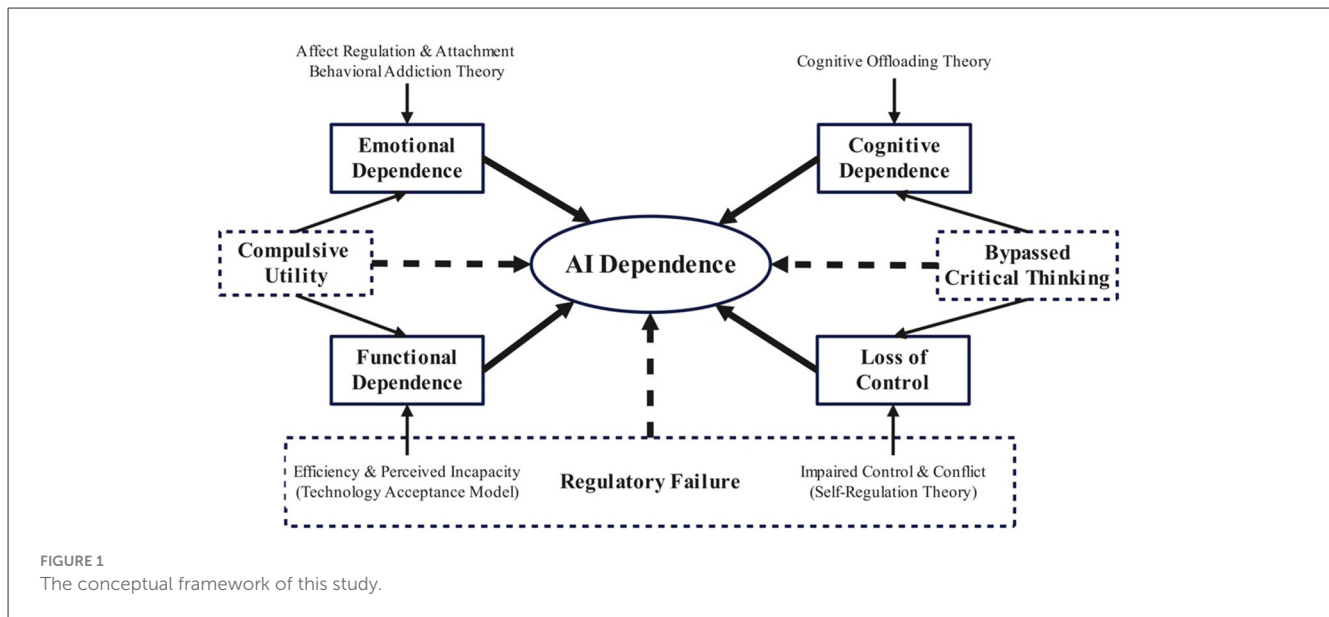 Affect Regulation & Attachment
Behavioral Addiction Theory
Cognitive Offloading Theory
Emotional
Dependence
Cognitive
Dependence
Compulsive
Utility
AI Dependence
Bypassed
Critical Thinking
Functional
Dependence
Loss of
Control
Efficiency & Perceived Incapacity
(Technology Acceptance Model)
Regulatory Failure
Impaired Control & Conflict
(Self-Regulation Theory)
FIGURE 1
The conceptual framework of this study.